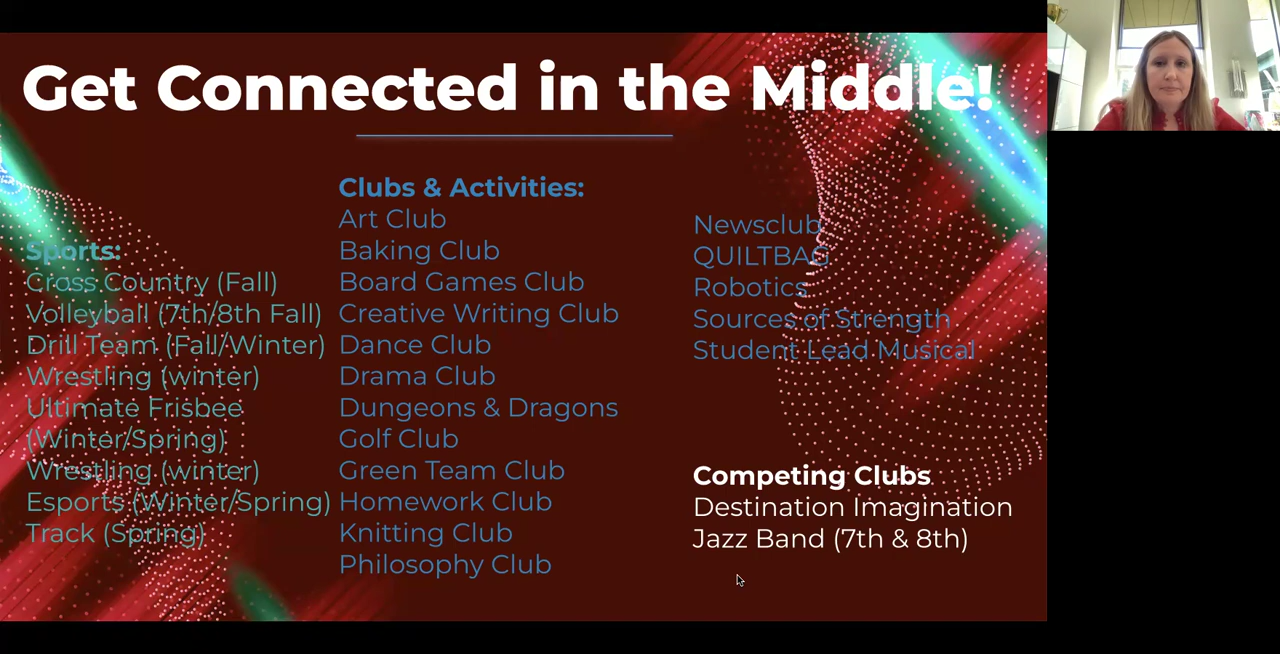 Get Connected in the Middle!
Sports:
Cross Country (Fall)
Volleyball (7th/8th Fall)
Drill Team (Fall/Winter)
Wrestling (winter)
Ultimate Frisbee
(Winter/Spring)
Wrestling (winter)
Esports (Winter/Spring)
Track (Spring)
Clubs & Activities:
Art Club
Baking Club
Board Games Club
Creative Writing Club
Dance Club
Drama Club
Dungeons & Dragons
Golf Club
Green Team Club
Homework Club
Knitting Club
Philosophy Club
Newsclub
QUILTBAG
Robotics
Sources of Strength
Student Lead Musical
Competing Clubs
Destination Imagination
Jazz Band (7th & 8th)